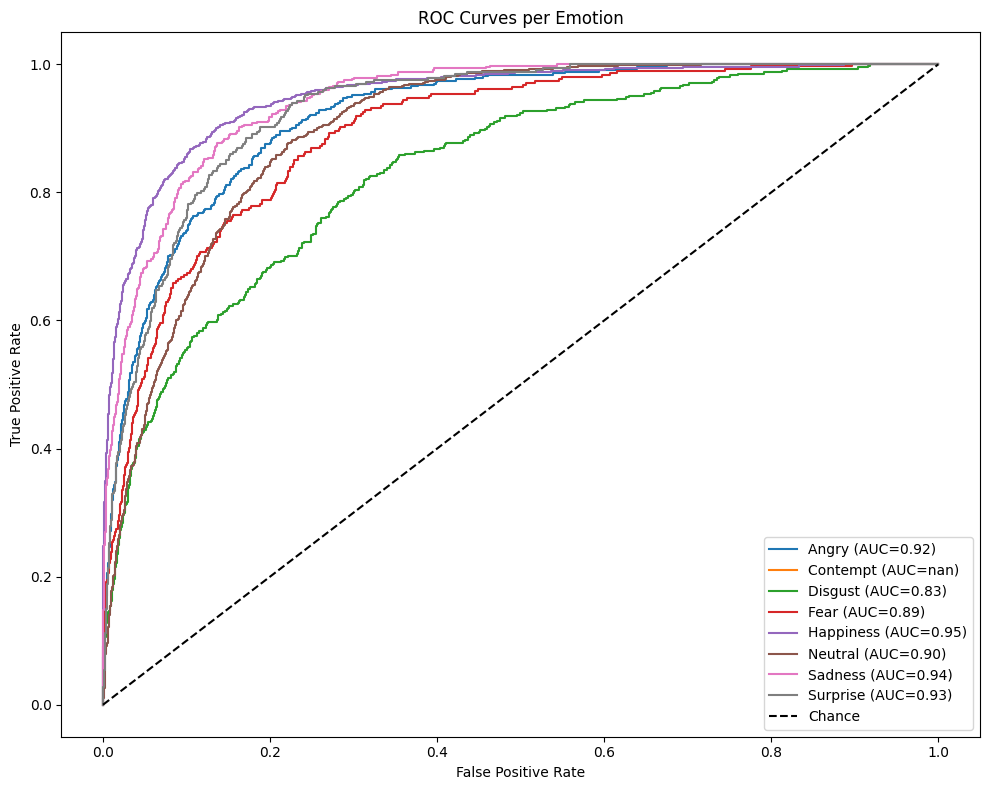 ROC Curves per Emotion
True Positive Rate
1.0
0.8
0.6
0.4
0.2
0.0
0.0 0.2 0.4 0.6 0.8 1.0
False Positive Rate
Angry (AUC=0.92)
Contempt (AUC=nan)
Disgust (AUC=0.83)
Fear (AUC=0.89)
Happiness (AUC=0.95)
Neutral (AUC=0.90)
Sadness (AUC=0.94)
Surprise (AUC=0.93)
Chance